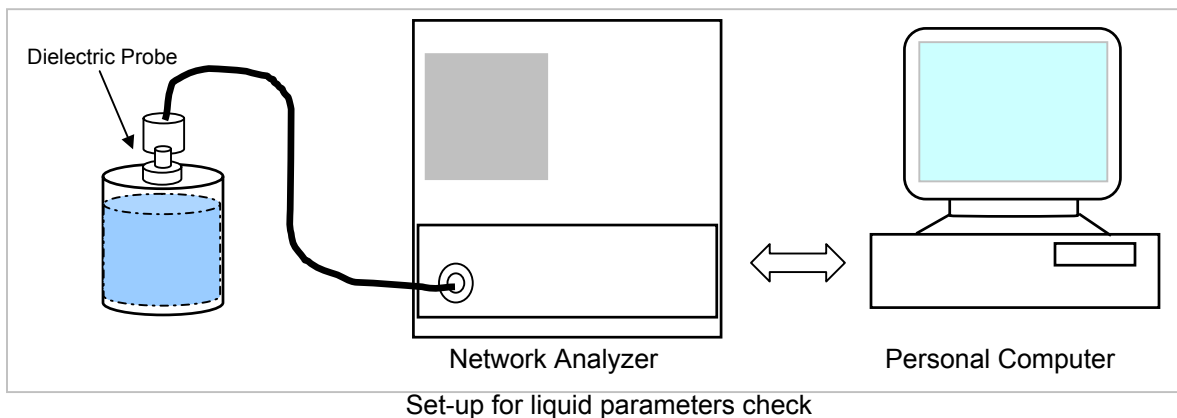 Dielectric Probe
Network Analyzer
Personal Computer
Set-up for liquid parameters check